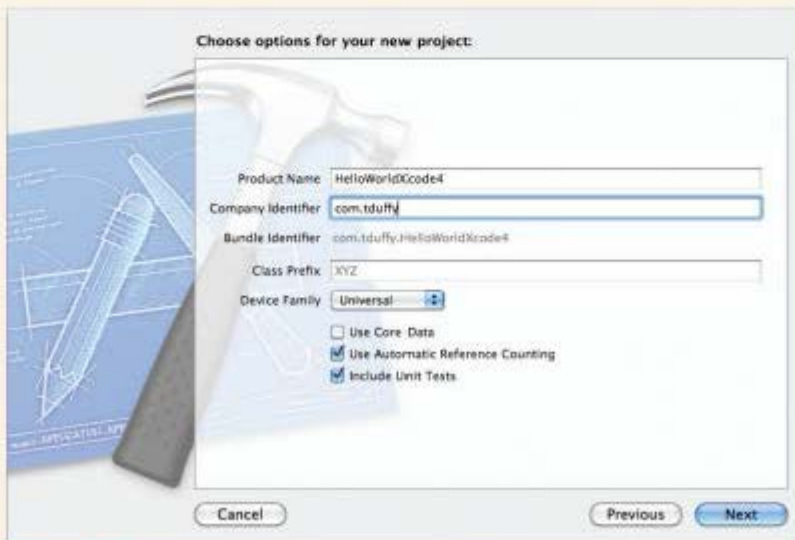 Choose options for your new project:
Product Name HelloWorldXcode4
Company Identifier com.tduffy
Bundle Identifier com.tduffy.HelloWorldXcode4
Class Prefix XYZ
Device Family Universal
Use Core Data
Use Automatic Reference Counting
Include Unit Tests
Cancel
Previous
Next